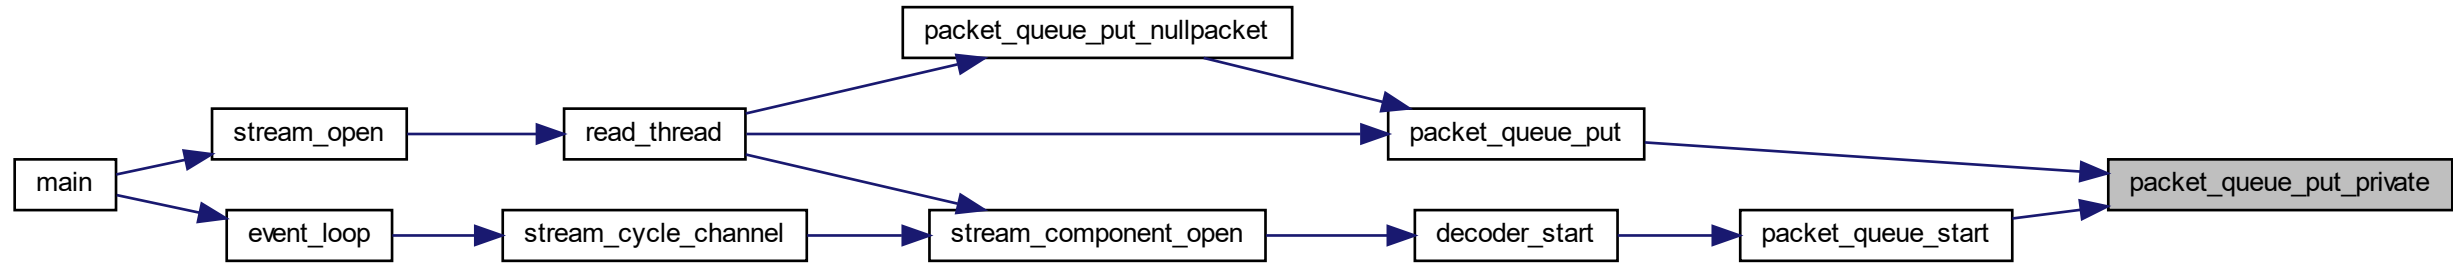 packet_queue_put_nullpacket
stream_open
read_thread
packet_queue_put
main
packet_queue_put_private
event_loop
stream_cycle_channel
stream_component_open
decoder_start
packet_queue_start